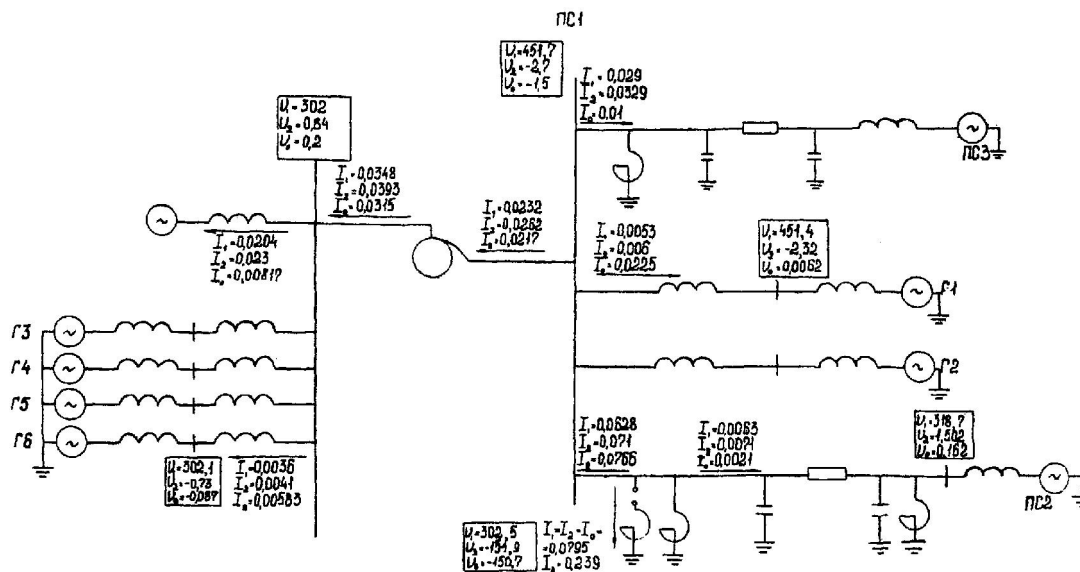 ПС1
U₁=451,7
U₂=-2,7
U₀=-1,5
I₁=0,029
I₂=0,0329
I₀=0,01
ПС3
U₁=302
U₂=0,84
U₀=0,2
I₁=0,0348
I₂=0,0393
I₀=0,0315
I₁=0,0232
I₂=0,0262
I₀=0,0217
I₁=0,0204
I₂=0,023
I₀=0,00817
I₁=0,0053
I₂=0,006
I₀=0,0225
U₁=451,4
U₂=-2,32
U₀=0,0062
Г1
Г2
Г3
Г4
Г5
Г6
U₁=302,1
U₂=-0,73
U₀=-0,087
I₁=0,0036
I₂=0,0041
I₀=0,00583
I₁=0,0628
I₂=0,071
I₀=0,0766
I₁=0,0063
I₂=0,0071
I₀=0,0021
U₁=318,7
U₂=1,502
U₀=0,162
ПС2
U₁=302,5
U₂=-151,9
U₀=-150,7
I₁=I₂=I₀=
=0,0795
=0,239